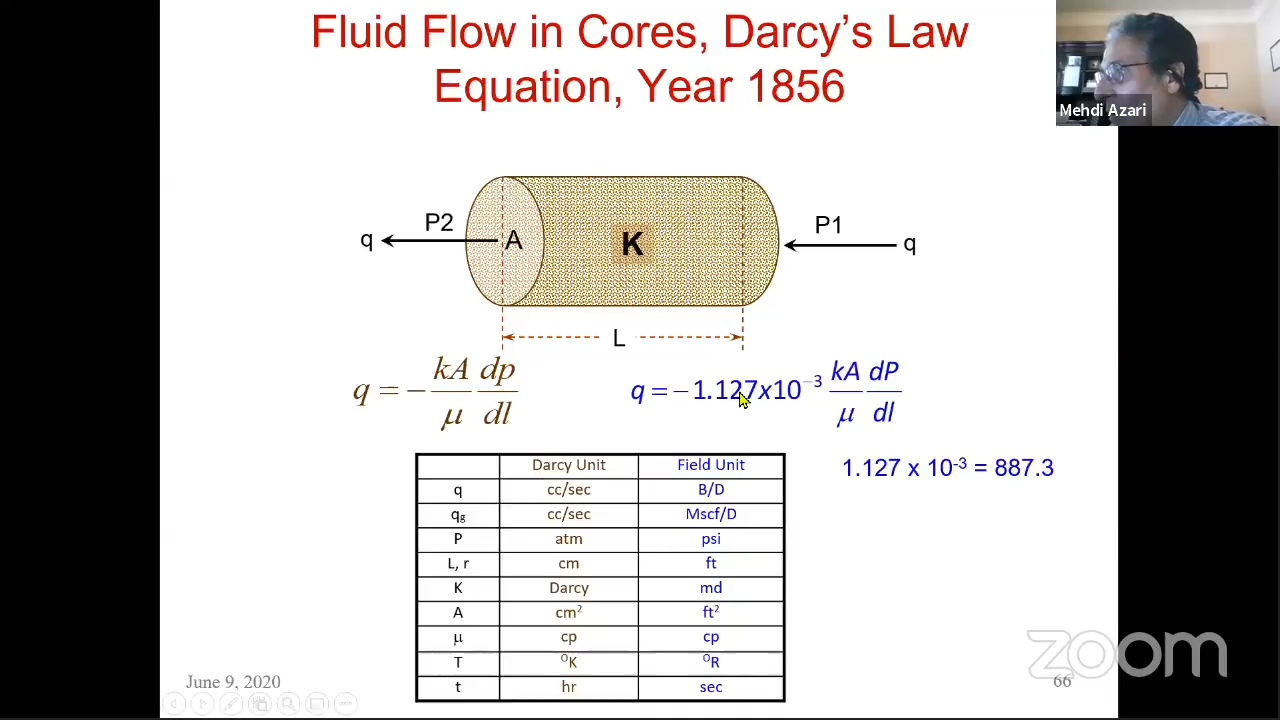 Fluid Flow in Cores, Darcy’s Law
Equation, Year 1856
Mehdi Azari
P2
P1
q
A
K
q
L
q = − kA/μ dp/dl
q = − 1.127x10⁻³ kA/μ dP/dl
1.127 x 10⁻³ = 887.3
Darcy Unit Field Unit
q cc/sec B/D
qg cc/sec Mscf/D
P atm psi
L, r cm ft
K Darcy md
A cm² ft²
μ cp cp
T ᴼK ᴼR
t hr sec
zoom
June 9, 2020
66